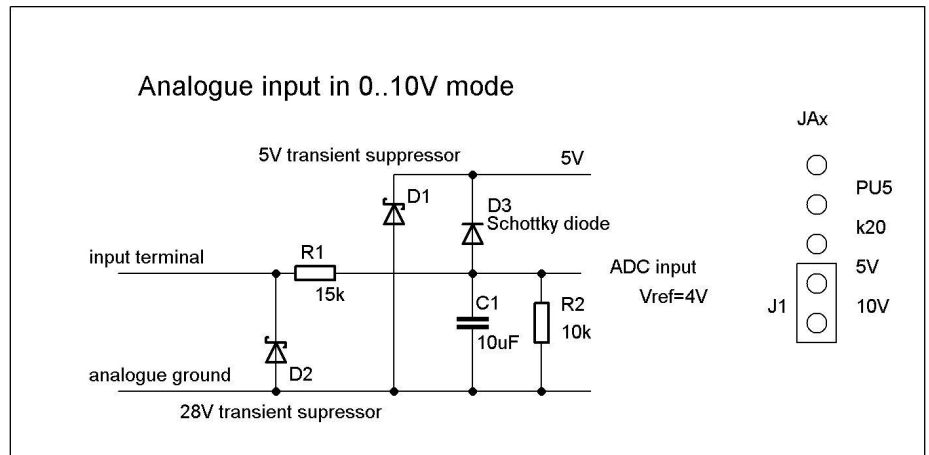 Analogue input in 0..10V mode
JAx
5V transient suppressor
5V
D1
D3
Schottky diode
PU5
k20
5V
10V
J1
input terminal
R1
15k
ADC input
Vref=4V
C1
10uF
R2
10k
analogue ground
D2
28V transient supressor